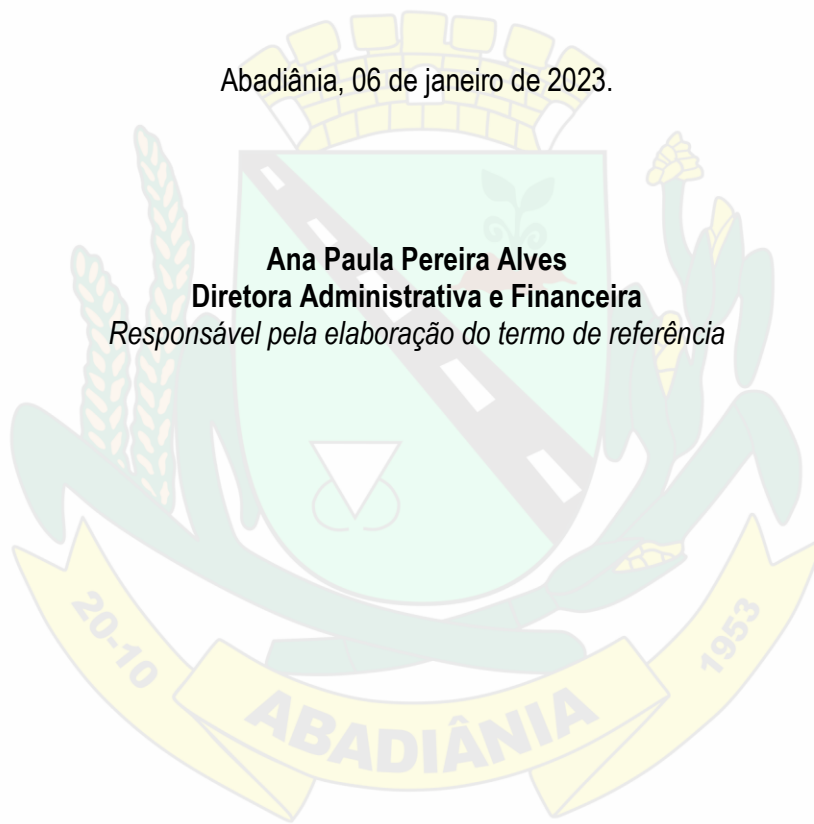 Abadiânia, 06 de janeiro de 2023.
Ana Paula Pereira Alves
Diretora Administrativa e Financeira
Responsável pela elaboração do termo de referência
20-10
1953
ABADIÂNIA